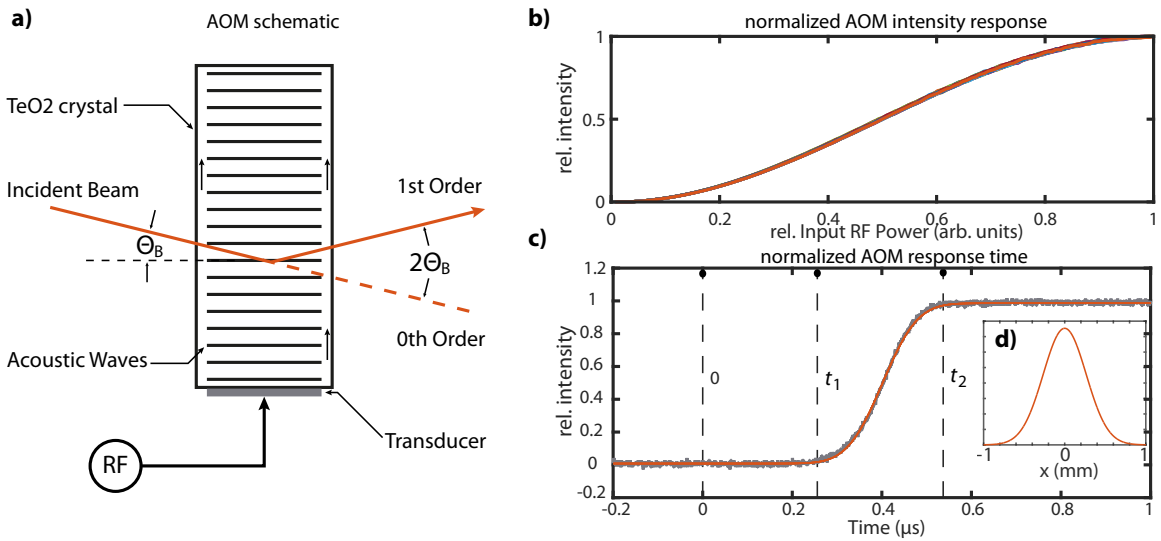 a)
AOM schematic
TeO2 crystal
Incident Beam
1st Order
ΘB
2ΘB
0th Order
Acoustic Waves
Transducer
RF
b)
normalized AOM intensity response
1
0.5
0
rel. intensity
0
0.2
0.4
0.6
0.8
1
rel. Input RF Power (arb. units)
c)
normalized AOM response time
1.2
1.0
0.8
0.6
0.4
0.2
0
-0.2
rel. intensity
0
t1
t2
d)
-1
0
1
x (mm)
-0.2
0
0.2
0.4
0.6
0.8
1
Time (μs)